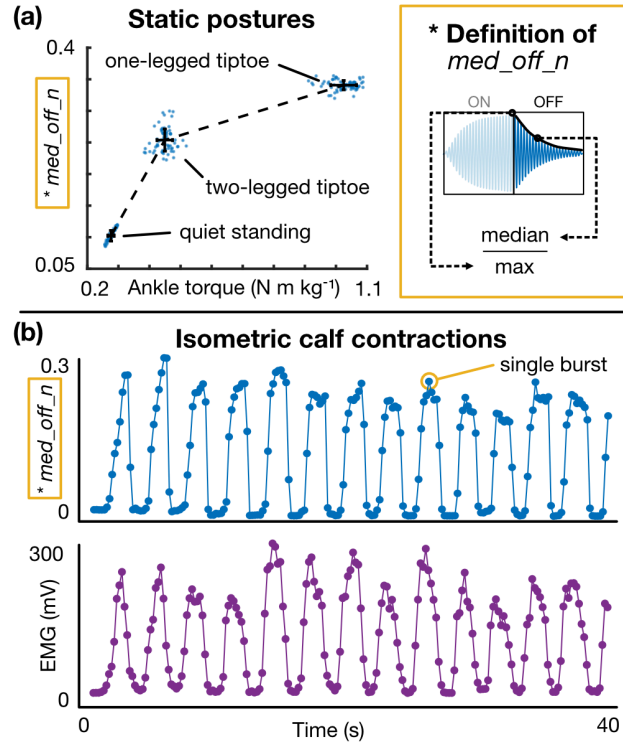 (a)
Static postures
0.4
* med_off_n
0.05
one-legged tiptoe
two-legged tiptoe
quiet standing
0.2
Ankle torque (N m kg⁻¹)
1.1
* Definition of
med_off_n
ON
OFF
median
max
(b)
Isometric calf contractions
0.3
* med_off_n
0
single burst
300
EMG (mV)
0
0
Time (s)
40